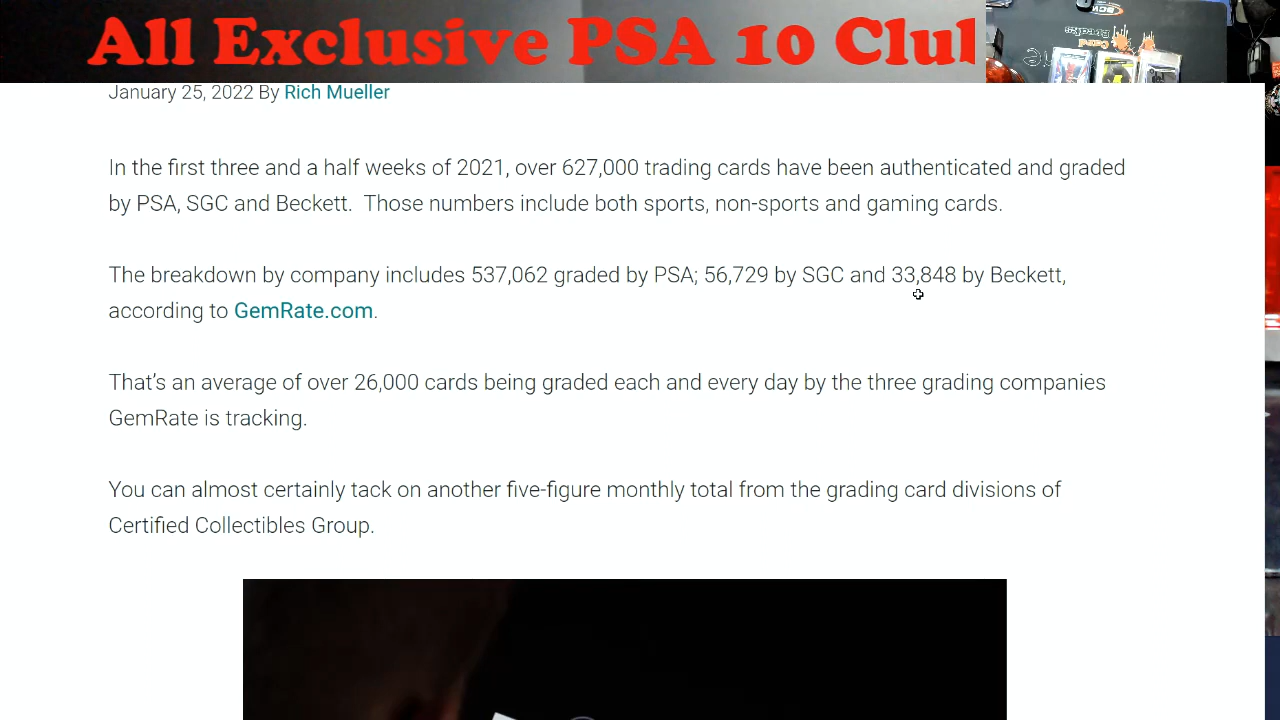 All Exclusive PSA 10 Clul
January 25, 2022 By Rich Mueller
In the first three and a half weeks of 2021, over 627,000 trading cards have been authenticated and graded
by PSA, SGC and Beckett. Those numbers include both sports, non-sports and gaming cards.
The breakdown by company includes 537,062 graded by PSA; 56,729 by SGC and 33,848 by Beckett,
according to GemRate.com.
That’s an average of over 26,000 cards being graded each and every day by the three grading companies
GemRate is tracking.
You can almost certainly tack on another five-figure monthly total from the grading card divisions of
Certified Collectibles Group.